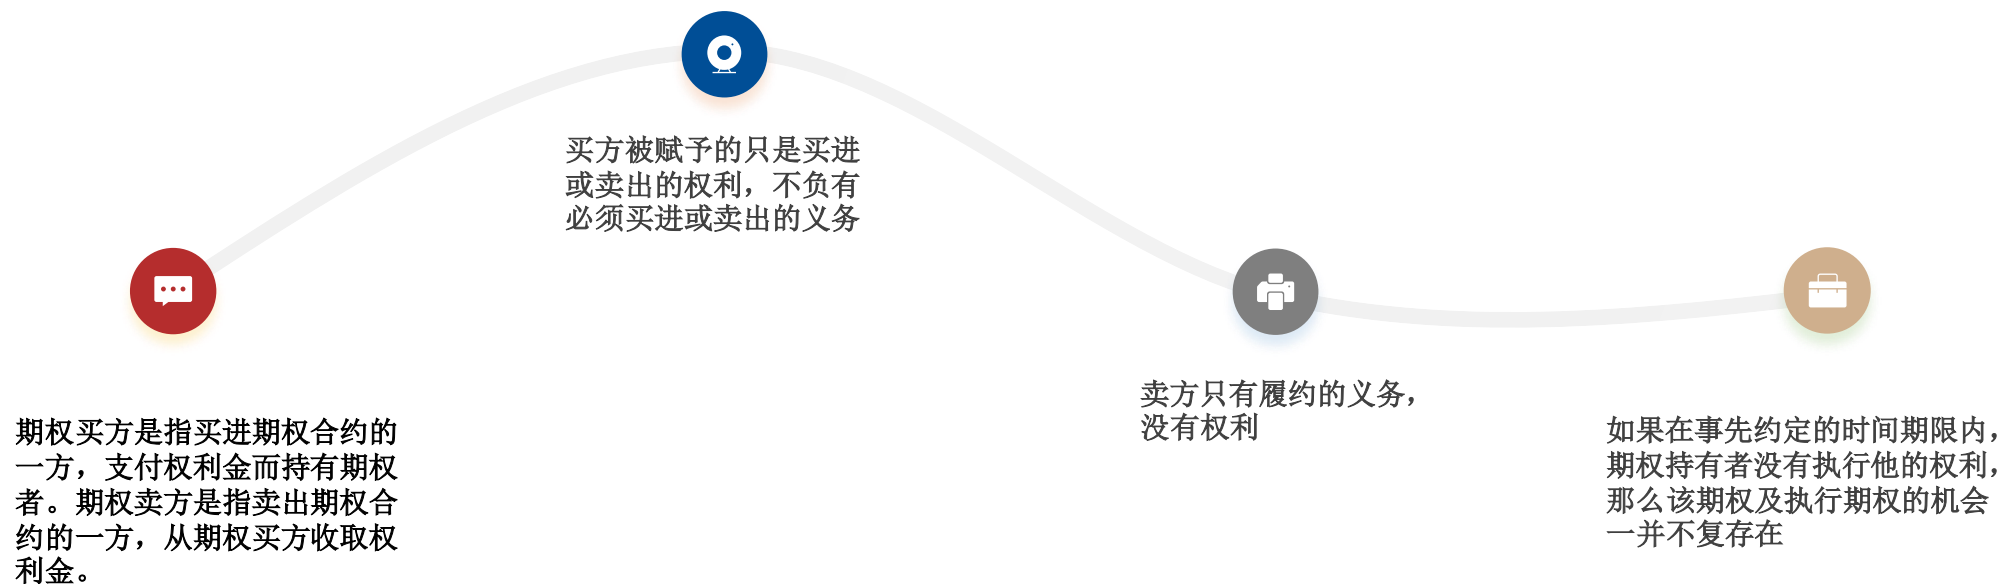 期权买方是指买进期权合约的
一方，支付权利金而持有期权
者。期权卖方是指卖出期权合
约的一方，从期权买方收取权
利金。
买方被赋予的只是买进
或卖出的权利，不负有
必须买进或卖出的义务
卖方只有履约的义务，
没有权利
如果在事先约定的时间期限内，
期权持有者没有执行他的权利，
那么该期权及执行期权的机会
一并不复存在